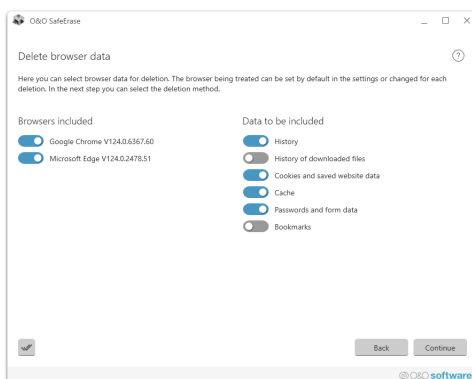 O&O SafeErase
Delete browser data
Here you can select browser data for deletion. The browser being treated can be set by default in the settings or changed for each
deletion. In the next step you can select the deletion method.
Browsers included
Google Chrome V124.0.6367.60
Microsoft Edge V124.0.2478.51
Data to be included
History
History of downloaded files
Cookies and saved website data
Cache
Passwords and form data
Bookmarks
Back
Continue
O&O software